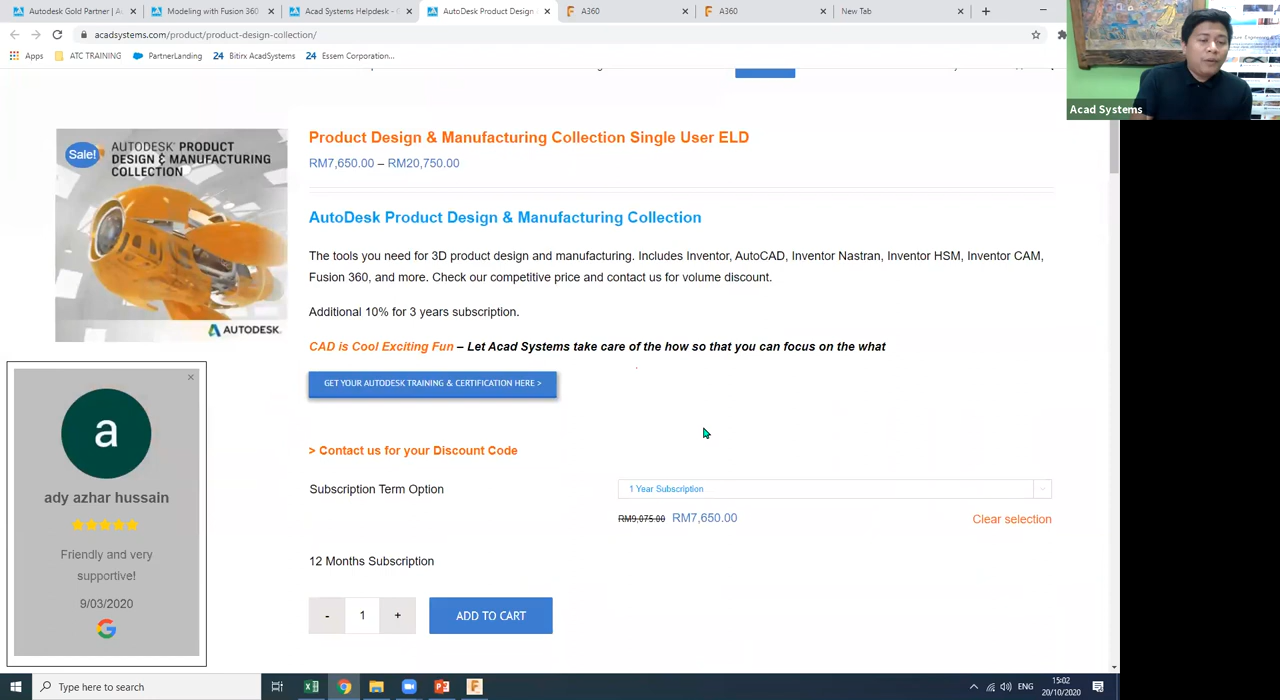 Autodesk Gold Partner | A
Modeling with Fusion 360
Acad Systems Helpdesk -
AutoDesk Product Design
A360
A360
New Tab
acadsystems.com/product/product-design-collection/
Apps
ATC TRAINING
PartnerLanding
24 Bitirx AcadSystems
24 Essem Corporation...
Acad Systems
Sale!
AUTODESK® PRODUCT
DESIGN & MANUFACTURING
COLLECTION
AUTODESK.
Product Design & Manufacturing Collection Single User ELD
RM7,650.00 – RM20,750.00
AutoDesk Product Design & Manufacturing Collection
The tools you need for 3D product design and manufacturing. Includes Inventor, AutoCAD, Inventor Nastran, Inventor HSM, Inventor CAM,
Fusion 360, and more. Check our competitive price and contact us for volume discount.
Additional 10% for 3 years subscription.
CAD is Cool Exciting Fun – Let Acad Systems take care of the how so that you can focus on the what
GET YOUR AUTODESK TRAINING & CERTIFICATION HERE >
> Contact us for your Discount Code
Subscription Term Option
1 Year Subscription
RM9,075.00 RM7,650.00
Clear selection
12 Months Subscription
- 1 +
ADD TO CART
a
ady azhar hussain
Friendly and very
supportive!
9/03/2020
Type here to search
ENG
15:02
20/10/2020